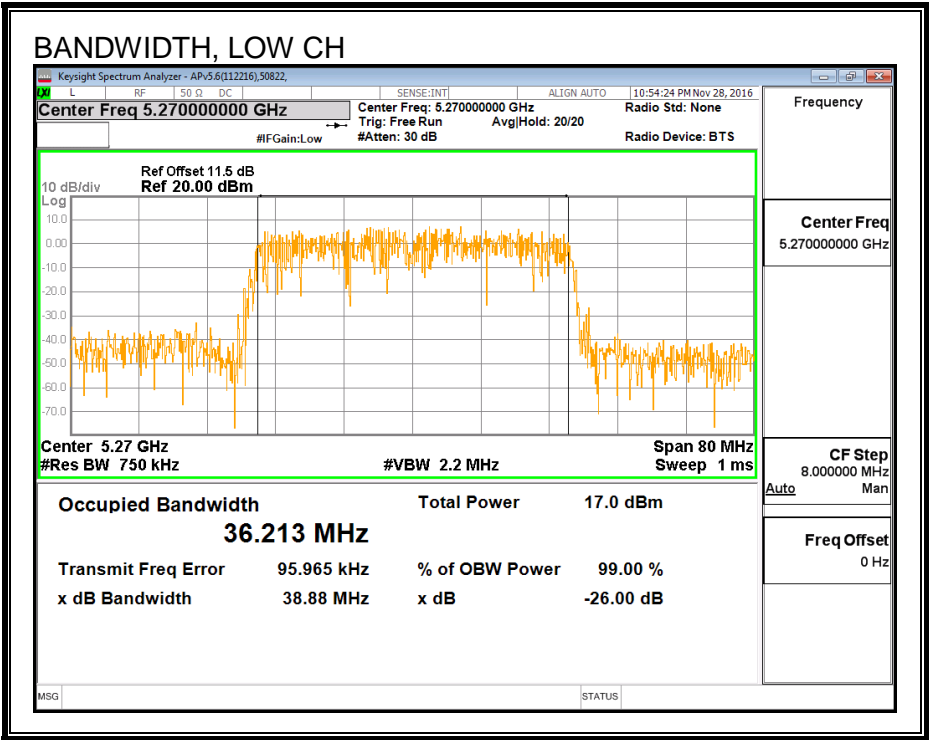 BANDWIDTH, LOW CH
Keysight Spectrum Analyzer - APv5.6(112216),50822,
LXI L RF 50 Ω DC SENSE:INT ALIGN AUTO 10:54:24 PM Nov 28, 2016
Center Freq 5.270000000 GHz
Center Freq: 5.270000000 GHz
Radio Std: None
Trig: Free Run Avg|Hold: 20/20
#IFGain:Low #Atten: 30 dB Radio Device: BTS
Ref Offset 11.5 dB
10 dB/div Ref 20.00 dBm
Log
10.0
0.00
-10.0
-20.0
-30.0
-40.0
-50.0
-60.0
-70.0
Center 5.27 GHz Span 80 MHz
#Res BW 750 kHz #VBW 2.2 MHz Sweep 1 ms
Occupied Bandwidth Total Power 17.0 dBm
36.213 MHz
Transmit Freq Error 95.965 kHz % of OBW Power 99.00 %
x dB Bandwidth 38.88 MHz x dB -26.00 dB
MSG STATUS
Frequency
Center Freq
5.270000000 GHz
CF Step
8.000000 MHz
Auto Man
Freq Offset
0 Hz